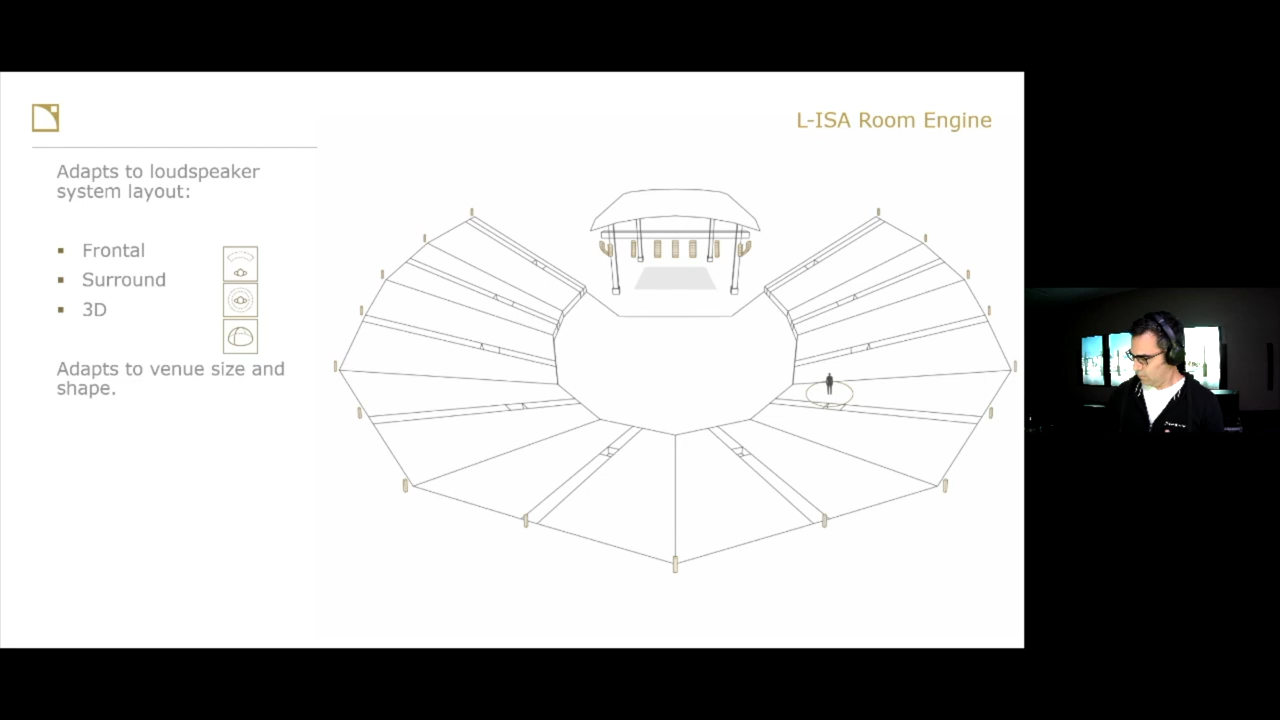 L-ISA Room Engine
Adapts to loudspeaker
system layout:
▪ Frontal
▪ Surround
▪ 3D
Adapts to venue size and
shape.